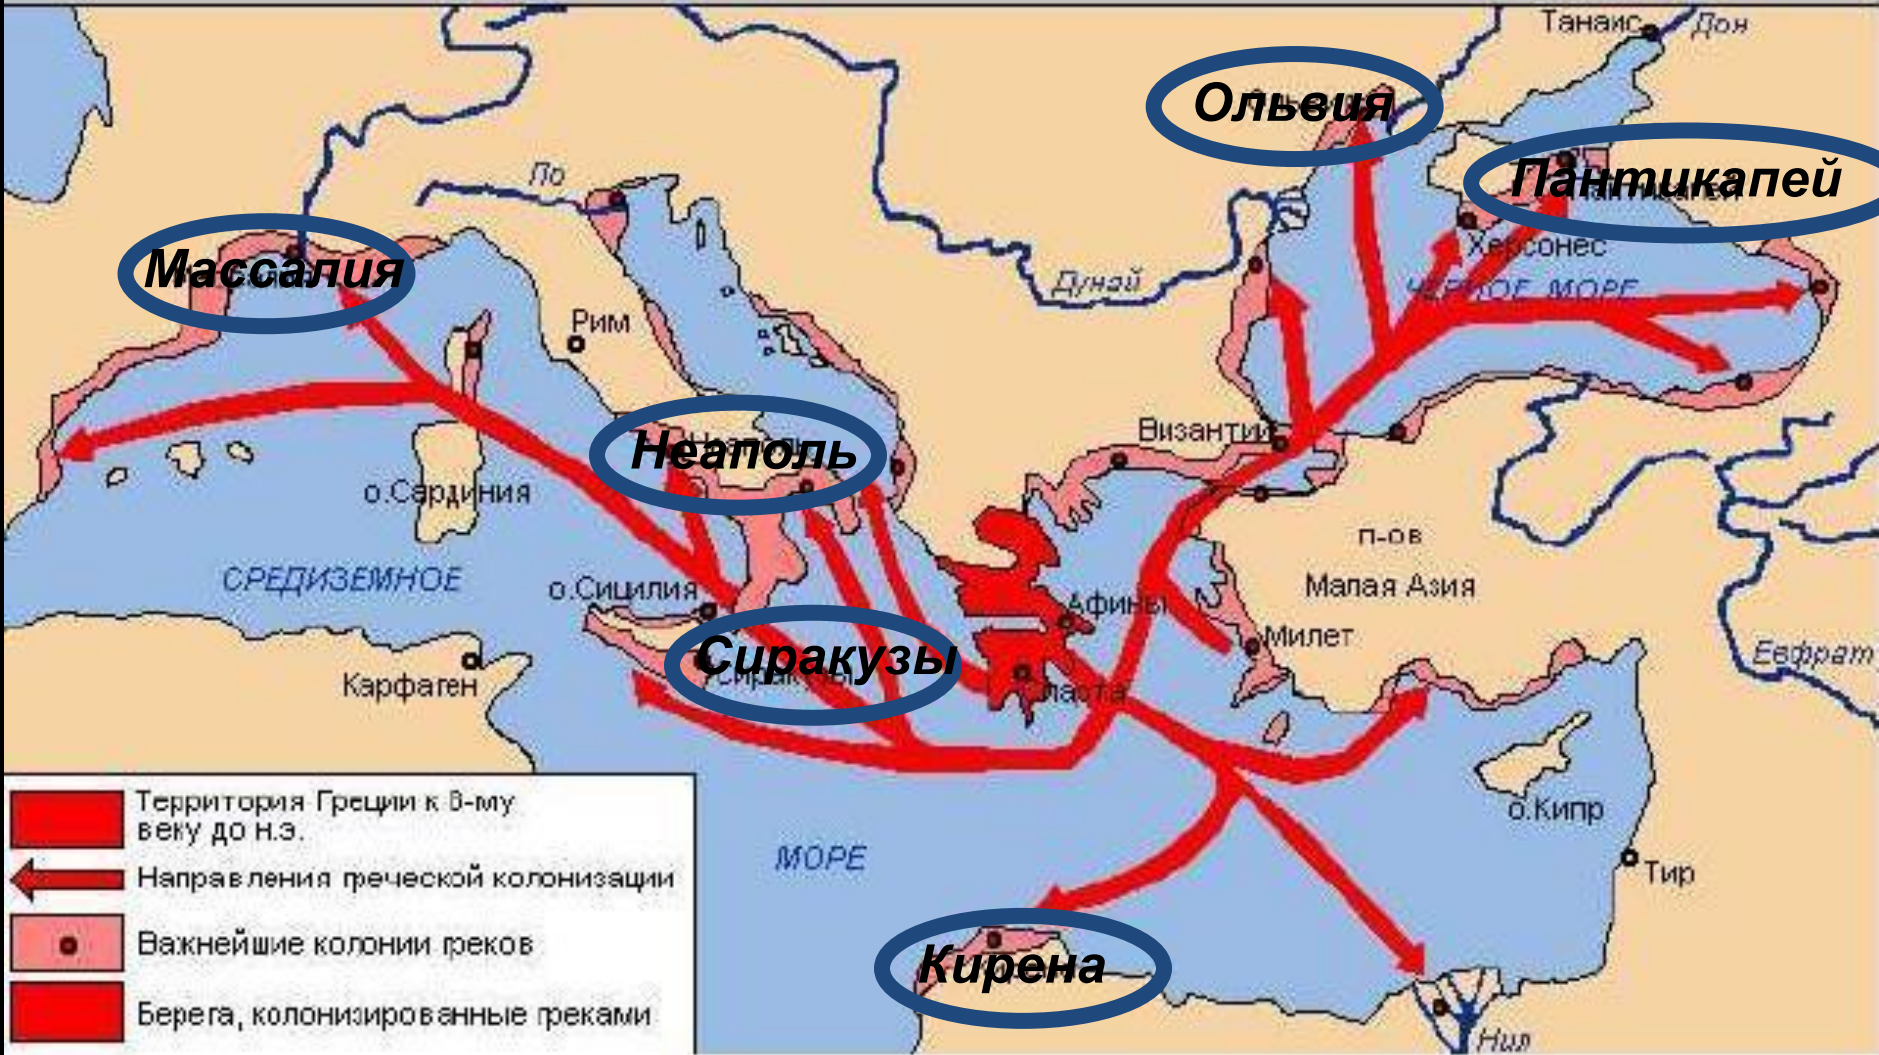 Танаис
Дон
Ольвия
По
Пантикапей
Массалия
Херсонес
Дунай
ЧЕРНОЕ МОРЕ
Рим
Византий
Неаполь
о.Сардиния
п-ов
Малая Азия
СРЕДИЗЕМНОЕ
о.Сицилия
Афины
Милет
Сиракузы
Евфрат
Карфаген
о.Кипр
МОРЕ
Тир
Кирена
Нил
Территория Греции к 8-му
веку до н.э.
Направления греческой колонизации
Важнейшие колонии греков
Берега, колонизированные греками